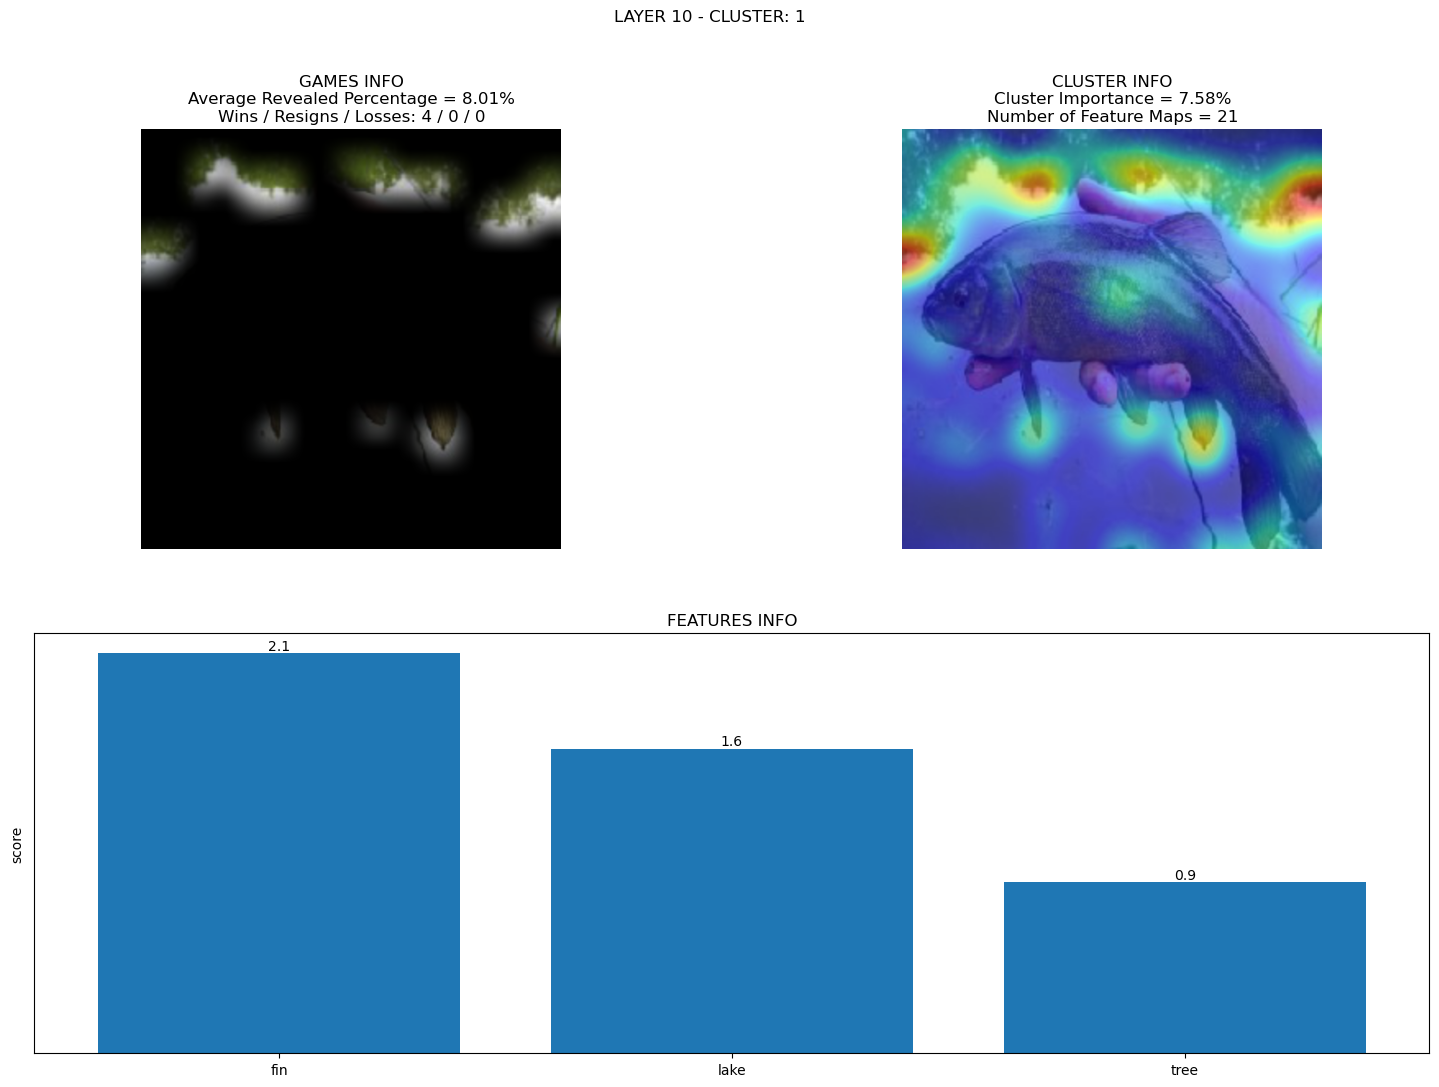 LAYER 10 - CLUSTER: 1
GAMES INFO
Average Revealed Percentage = 8.01%
Wins / Resigns / Losses: 4 / 0 / 0
CLUSTER INFO
Cluster Importance = 7.58%
Number of Feature Maps = 21
FEATURES INFO
score
2.1
1.6
0.9
fin
lake
tree